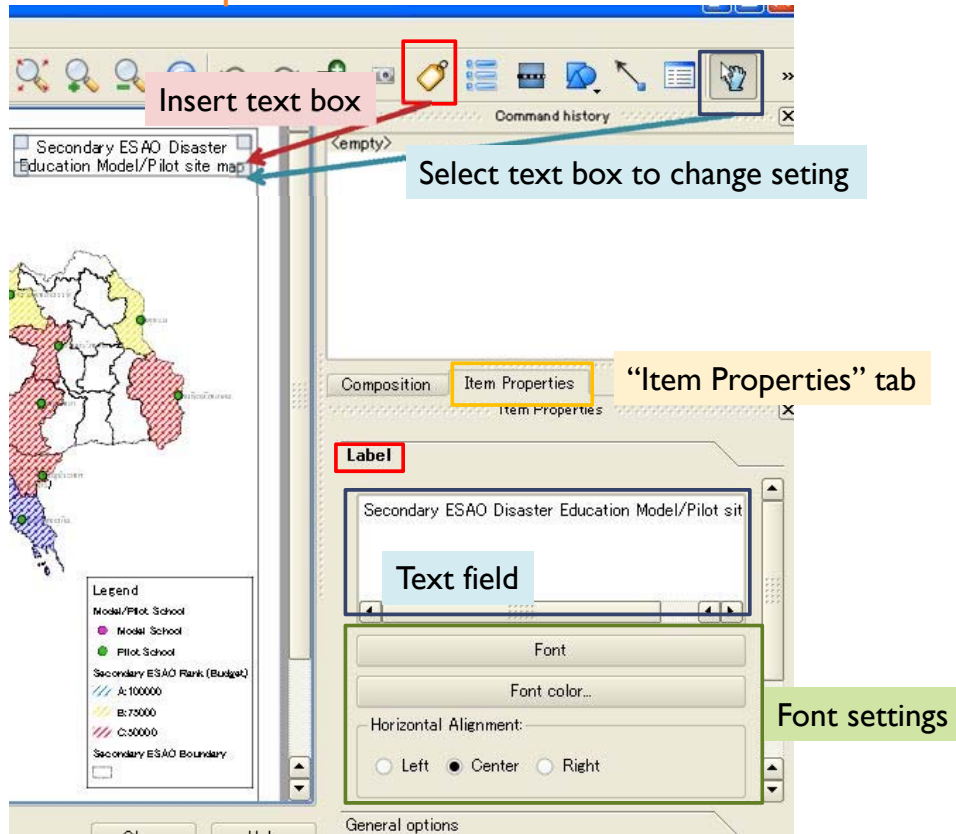 Insert text box
»
Command history
Secondary ESAO Disaster
Education Model/Pilot site map
<empty>
Select text box to change seting
Composition
Item Properties
“Item Properties” tab
Item Properties
Label
Secondary ESAO Disaster Education Model/Pilot sit
Text field
Legend
Model/Pilot School
Model School
Pilot School
Secondary ESAO Rank (Budget)
A:100000
B:75000
C:50000
Secondary ESAO Boundary
Font
Font color...
Horizontal Alignment:
Left
Center
Right
Font settings
General options